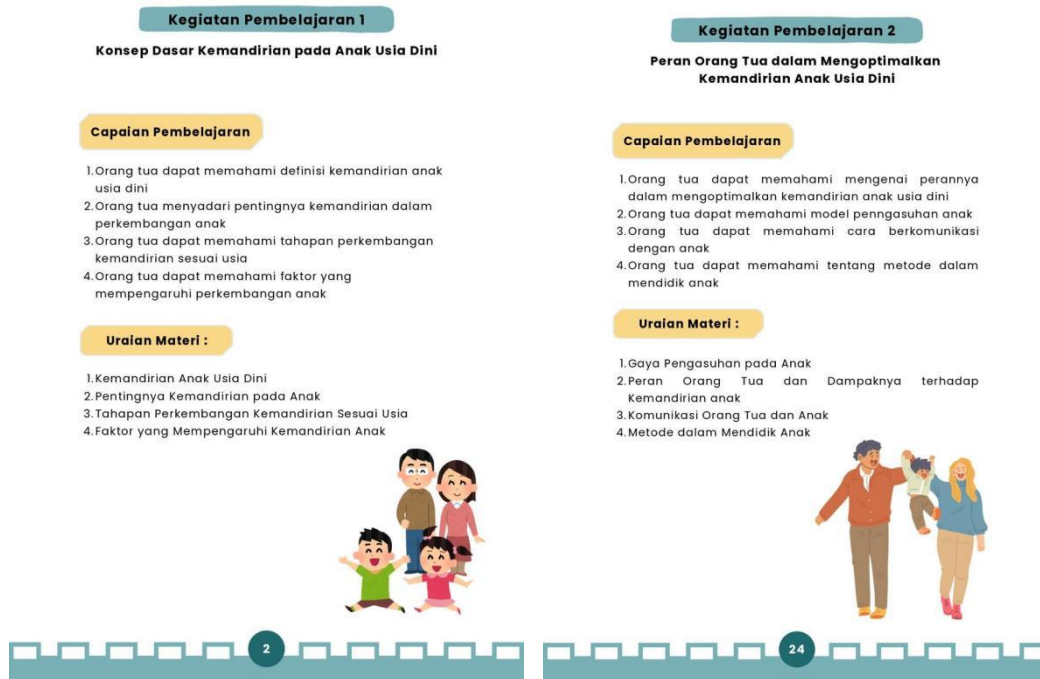 Kegiatan Pembelajaran 1
Konsep Dasar Kemandirian pada Anak Usia Dini
Capaian Pembelajaran
1.Orang tua dapat memahami definisi kemandirian anak
usia dini
2.Orang tua menyadari pentingnya kemandirian dalam
perkembangan anak
3.Orang tua dapat memahami tahapan perkembangan
kemandirian sesuai usia
4.Orang tua dapat memahami faktor yang
mempengaruhi perkembangan anak
Uraian Materi :
1.Kemandirian Anak Usia Dini
2.Pentingnya Kemandirian pada Anak
3.Tahapan Perkembangan Kemandirian Sesuai Usia
4.Faktor yang Mempengaruhi Kemandirian Anak
2
Kegiatan Pembelajaran 2
Peran Orang Tua dalam Mengoptimalkan
Kemandirian Anak Usia Dini
Capaian Pembelajaran
1.Orang tua dapat memahami mengenai perannya
dalam mengoptimalkan kemandirian anak usia dini
2.Orang tua dapat memahami model penngasuhan anak
3.Orang tua dapat memahami cara berkomunikasi
dengan anak
4.Orang tua dapat memahami tentang metode dalam
mendidik anak
Uraian Materi :
1.Gaya Pengasuhan pada Anak
2.Peran Orang Tua dan Dampaknya terhadap
Kemandirian anak
3.Komunikasi Orang Tua dan Anak
4.Metode dalam Mendidik Anak
24